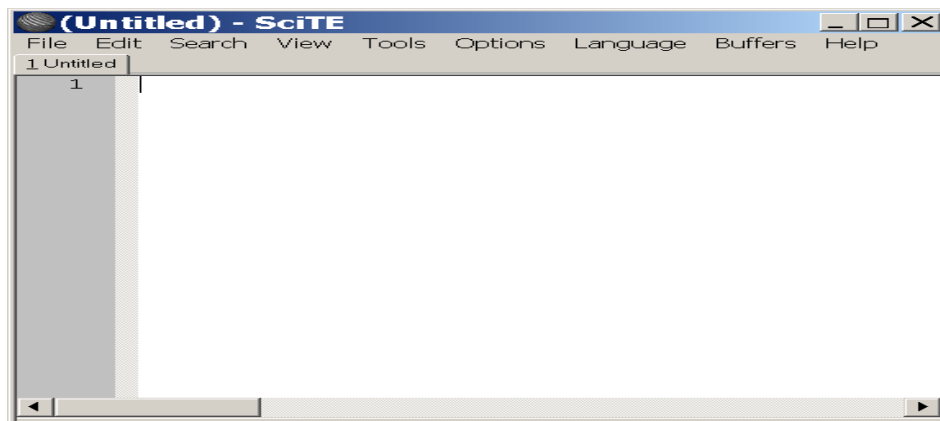 (Untitled) - SciTE
File Edit Search View Tools Options Language Buffers Help
1 Untitled
1